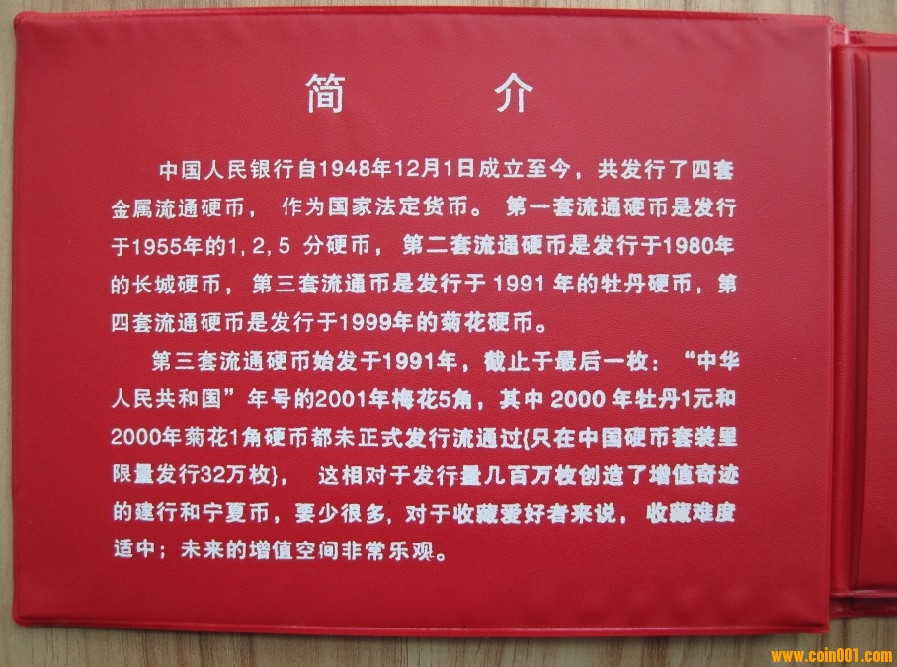 简 介
中国人民银行自1948年12月1日成立至今，共发行了四套
金属流通硬币，作为国家法定货币。第一套流通硬币是发行
于1955年的1,2,5 分硬币，第二套流通硬币是发行于1980年
的长城硬币，第三套流通币是发行于 1991 年的牡丹硬币，第
四套流通硬币是发行于1999年的菊花硬币。
第三套流通硬币始发于1991年，截止于最后一枚：“中华
人民共和国”年号的2001年梅花5角，其中 2000 年牡丹1元和
2000年菊花1角硬币都未正式发行流通过{只在中国硬币套装里
限量发行32万枚}，这相对于发行量几百万枚创造了增值奇迹
的建行和宁夏币，要少很多，对于收藏爱好者来说，收藏难度
适中；未来的增值空间非常乐观。
www.coin001.com